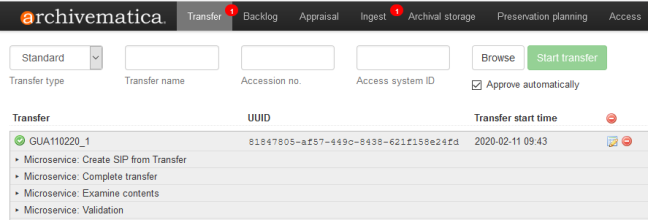 archivematica. Transfer 1 Backlog Appraisal Ingest 1 Archival storage Preservation planning Access
Standard Browse Start transfer
Transfer type Transfer name Accession no. Access system ID Approve automatically
Transfer UUID Transfer start time
GUA110220_1 81847805-af57-449c-8438-621f158e24fd 2020-02-11 09:43
Microservice: Create SIP from Transfer
Microservice: Complete transfer
Microservice: Examine contents
Microservice: Validation